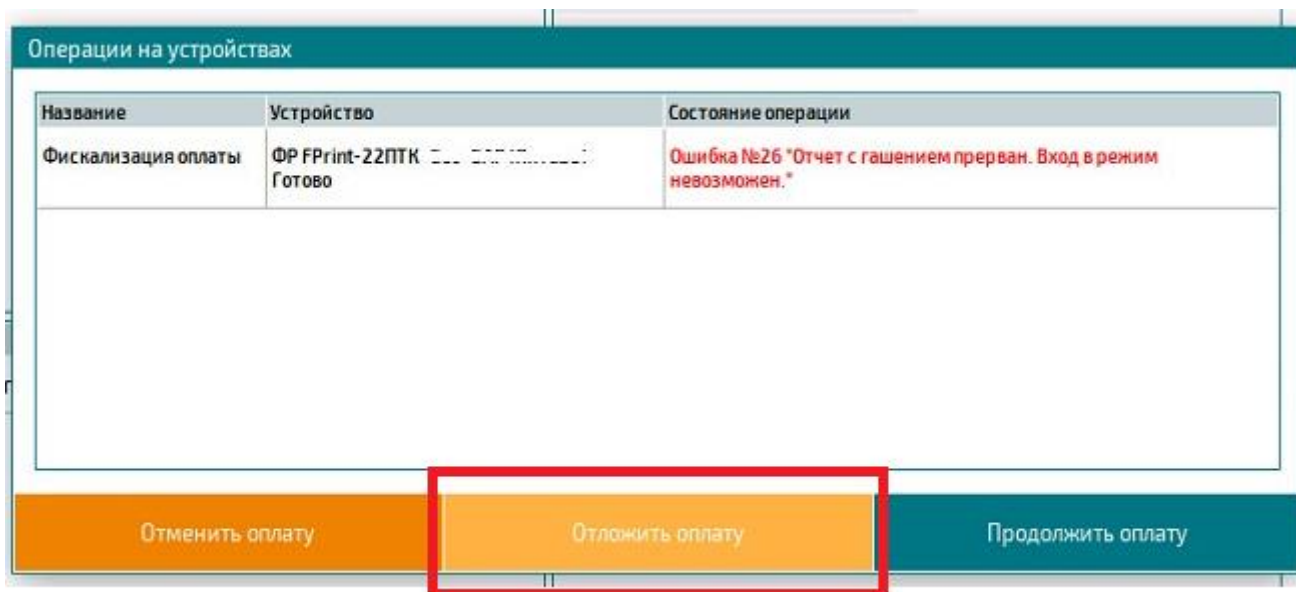 Операции на устройствах
Название Устройство Состояние операции
Фискализация оплаты ФР FPrint-22ПТК Ошибка №26 "Отчет с гашением прерван. Вход в режим
Готово невозможен."
Отменить оплату Отложить оплату Продолжить оплату